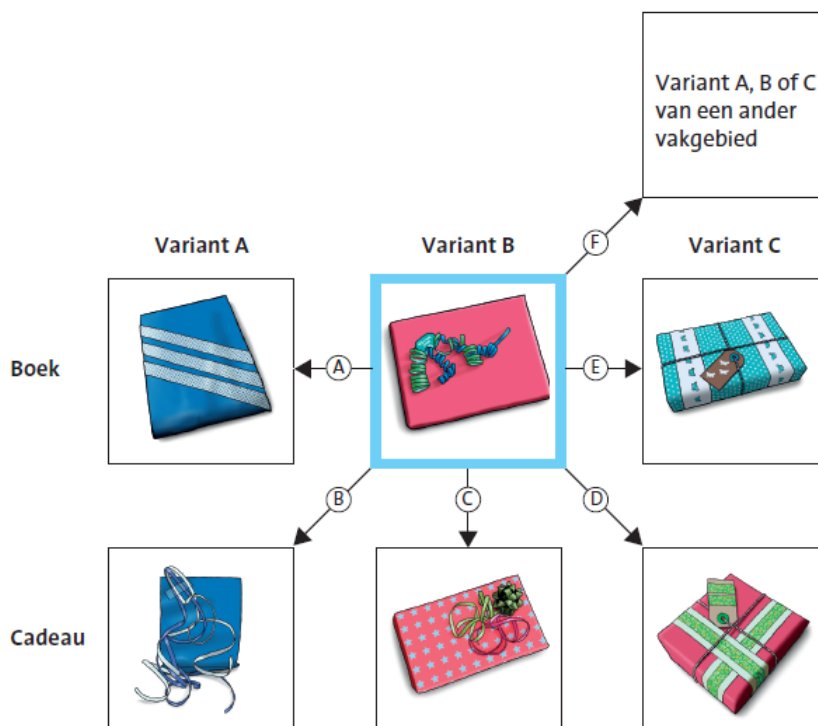 Variant A, B of C
van een ander
vakgebied
F
Variant A Variant B Variant C
Boek
A
E
B
C
D
Cadeau